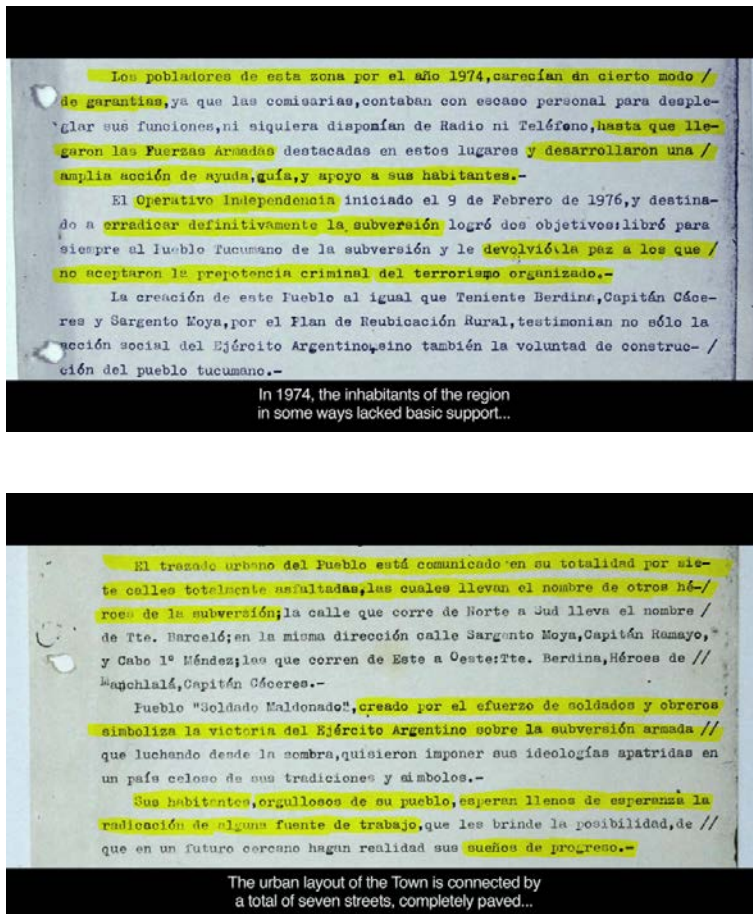 Los pobladores de esta zona por el año 1974,carecían en cierto modo /
de garantias,ya que las comisarias,contaban con escaso personal para desple-
glar sus funciones,ni siquiera disponían de Radio ni Teléfono,hasta que lle-
garon las Fuerzas Armadas destacadas en estos lugares y desarrollaron una /
amplia acción de ayuda,guía,y apoyo a sus habitantes.-
El Operativo Independencia iniciado el 9 de Febrero de 1976,y destina-
do a erradicar definitivamente la subversión logró dos objetivos:libró para
siempre al Pueblo Tucumano de la subversión y le devolvió la paz a los que /
no aceptaron la prepotencia criminal del terrorismo organizado.-
La creación de este Pueblo al igual que Teniente Berdina,Capitán Cáce-
res y Sargento Moya,por el Plan de Reubicación Rural,testimonian no sólo la
acción social del Ejército Argentino,sino también la voluntad de construc- /
ción del pueblo tucumano.-
In 1974, the inhabitants of the region
in some ways lacked basic support...
El trazado urbano del Pueblo está comunicado en su totalidad por sie-
te calles totalmente asfaltadas,las cuales llevan el nombre de otros hé-/
roes de la subversión;la calle que corre de Norte a Sud lleva el nombre /
de Tte. Barceló;en la misma dirección calle Sargento Moya,Capitán Ramayo,
y Cabo 1º Méndez;las que corren de Este a Oeste:Tte. Berdina,Héroes de //
Manchlalá,Capitán Cáceres.-
Pueblo "Soldado Maldonado",creado por el efuerzo de soldados y obreros
simboliza la victoria del Ejército Argentino sobre la subversión armada //
que luchando desde la sombra,quisieron imponer sus ideologías apatridas en
un país celoso de sus tradiciones y simbolos.-
Sus habitantes,orgullosos de su pueblo,esperan llenos de esperanza la
radicación de alguna fuente de trabajo,que les brinde la posibilidad,de //
que en un futuro cercano hagan realidad sus sueños de progreso.-
The urban layout of the Town is connected by
a total of seven streets, completely paved...